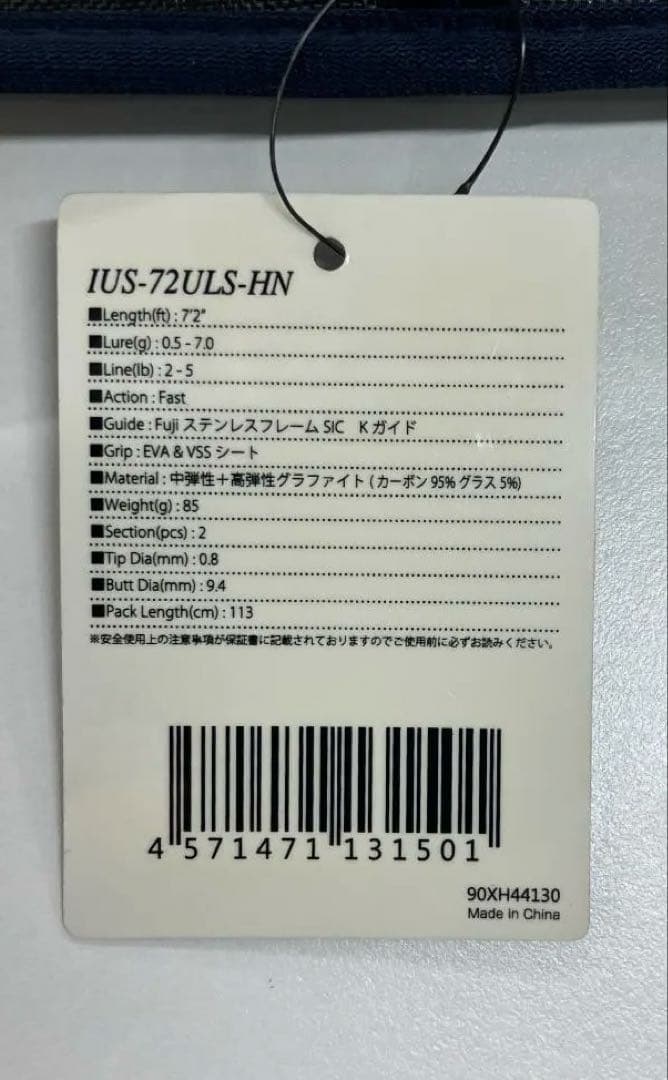 IUS-72ULS-HN
■Length(ft) : 7'2"
■Lure(g) : 0.5 - 7.0
■Line(lb) : 2 - 5
■Action : Fast
■Guide : Fuji ステンレスフレーム SIC K ガイド
■Grip : EVA & VSS シート
■Material : 中弾性＋高弾性グラファイト ( カーボン 95% グラス 5%)
■Weight(g) : 85
■Section(pcs) : 2
■Tip Dia(mm) : 0.8
■Butt Dia(mm) : 9.4
■Pack Length(cm) : 113
※安全使用上の注意事項が保証書に記載されておりますのでご使用前に必ずお読みください。
4 571471 131501
90XH44130
Made in China